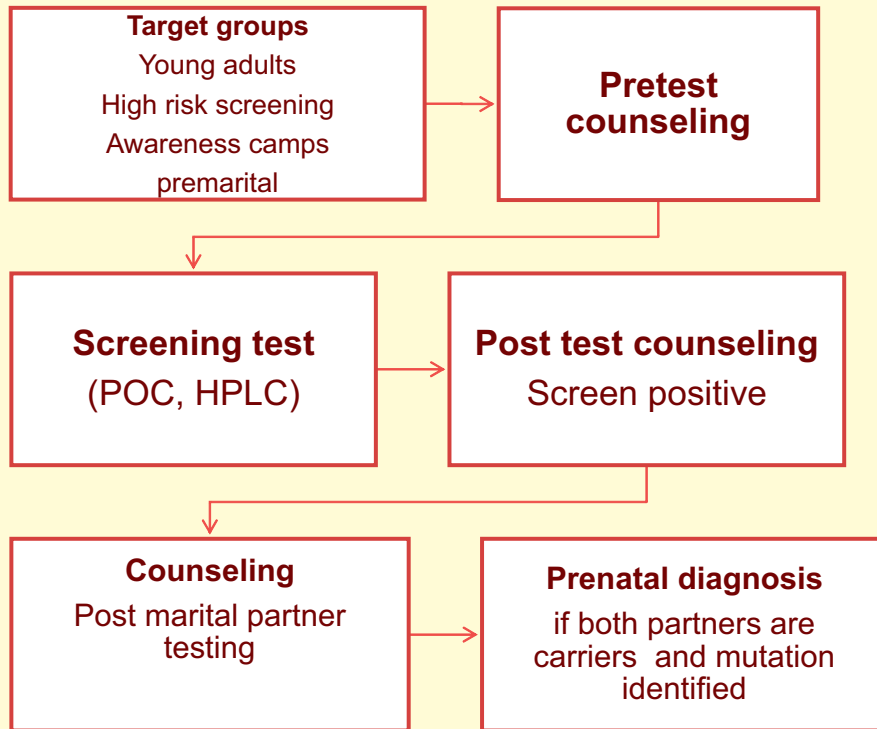 Target groups
Young adults
High risk screening
Awareness camps
premarital
Pretest
counseling
Screening test
(POC, HPLC)
Post test counseling
Screen positive
Counseling
Post marital partner
testing
Prenatal diagnosis
if both partners are
carriers and mutation
identified